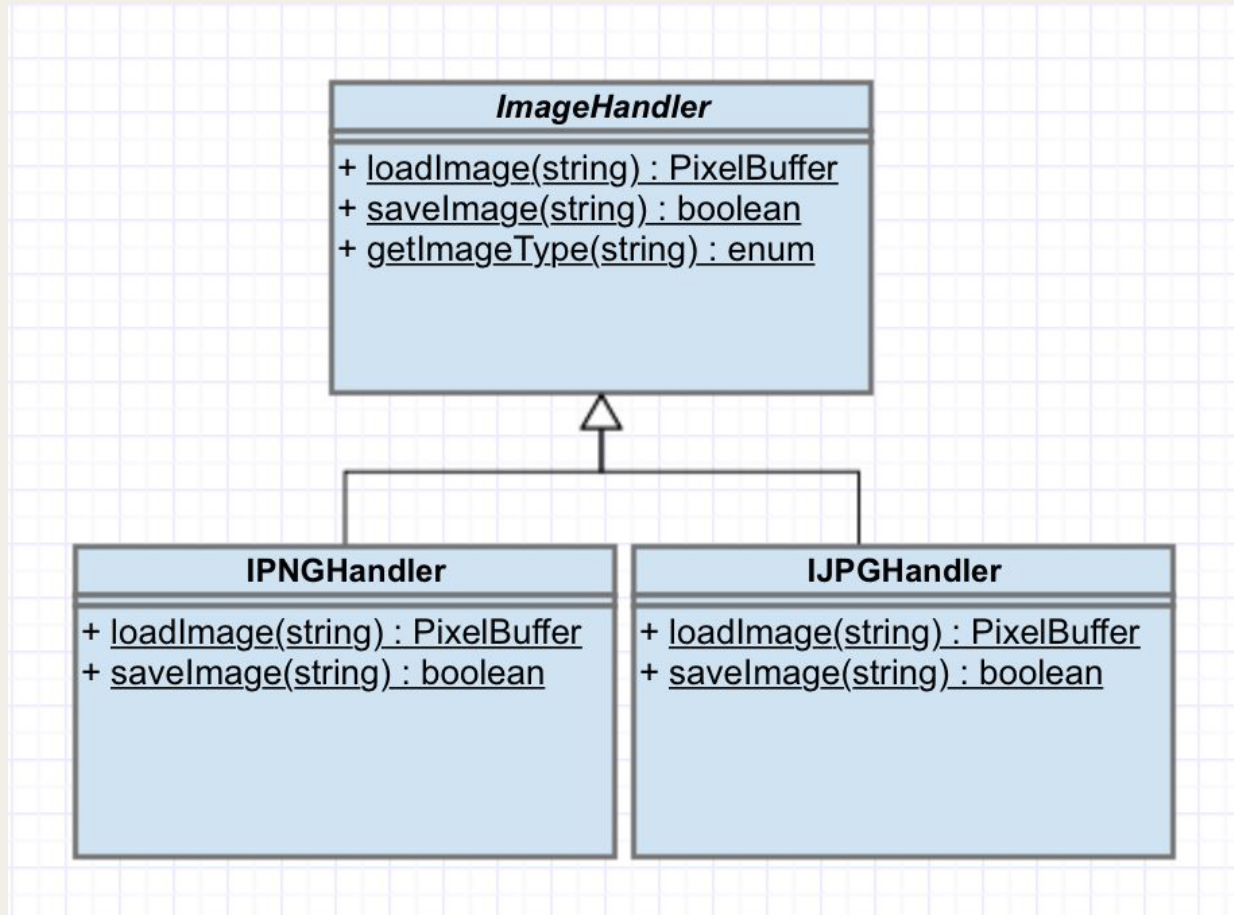 ImageHandler
+ loadImage(string) : PixelBuffer
+ saveImage(string) : boolean
+ getImageType(string) : enum
IPNGHandler
+ loadImage(string) : PixelBuffer
+ saveImage(string) : boolean
IJPGHandler
+ loadImage(string) : PixelBuffer
+ saveImage(string) : boolean